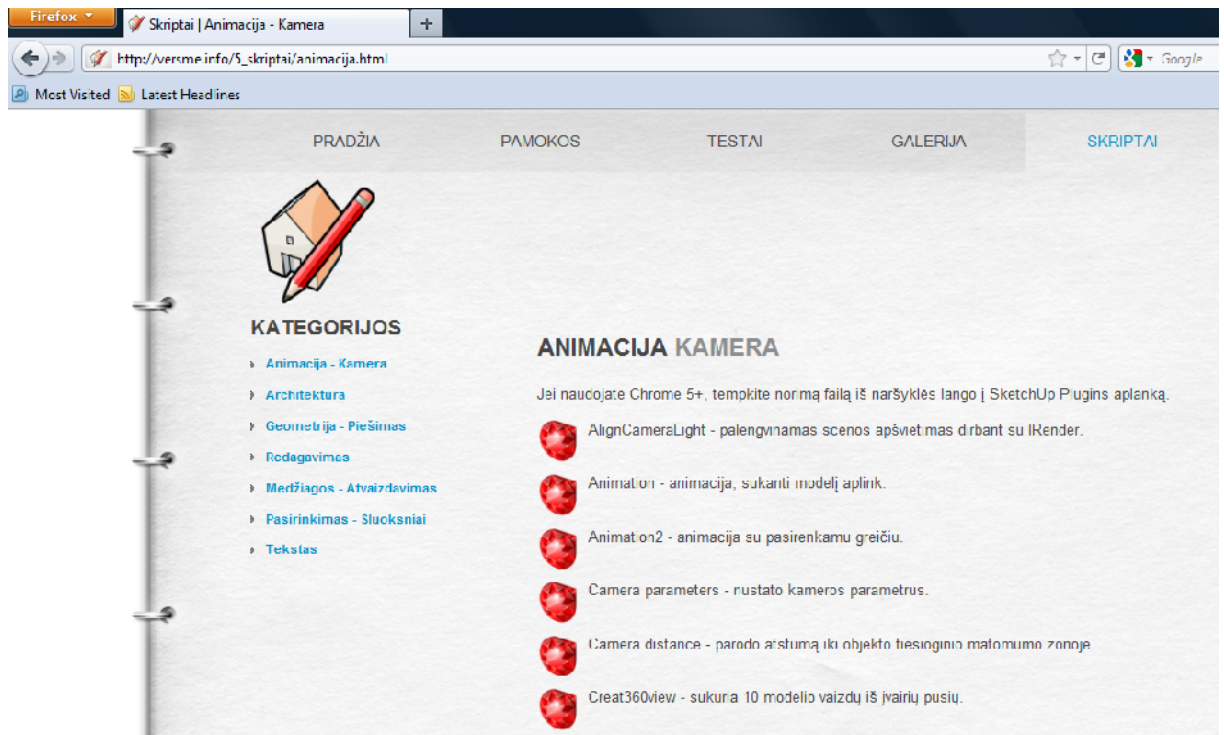 Firefox
Skriptai | Animacija - Kamera
http://versme.info/5_skriptai/animacija.html
Google
Most Visited Latest Headlines
PRADŽIA PAMOKOS TESTAI GALERIJA SKRIPTAI
KATEGORIJOS
Animacija - Kamera
Architektūra
Geometrija - Piešimas
Redagavimas
Medžiagos - Atvaizdavimas
Pasirinkimas - Sluoksniai
Tekstas
ANIMACIJA KAMERA
Jei naudojate Chrome 5+, tempkite norimą failą iš naršyklės lango į SketchUp Plugins aplanką.
AlignCameraLight - palengvinamas scenos apšvietimas dirbant su IRender.
Animation - animacija, sukanti modelį aplink.
Animation2 - animacija su pasirenkamu greičiu.
Camera parameters - nustato kameros parametrus.
Camera distance - parodo atstumą iki objekto tiesioginio matomumo zonoje
Creat360view - sukuria 10 modelio vaizdų iš įvairių pusių.